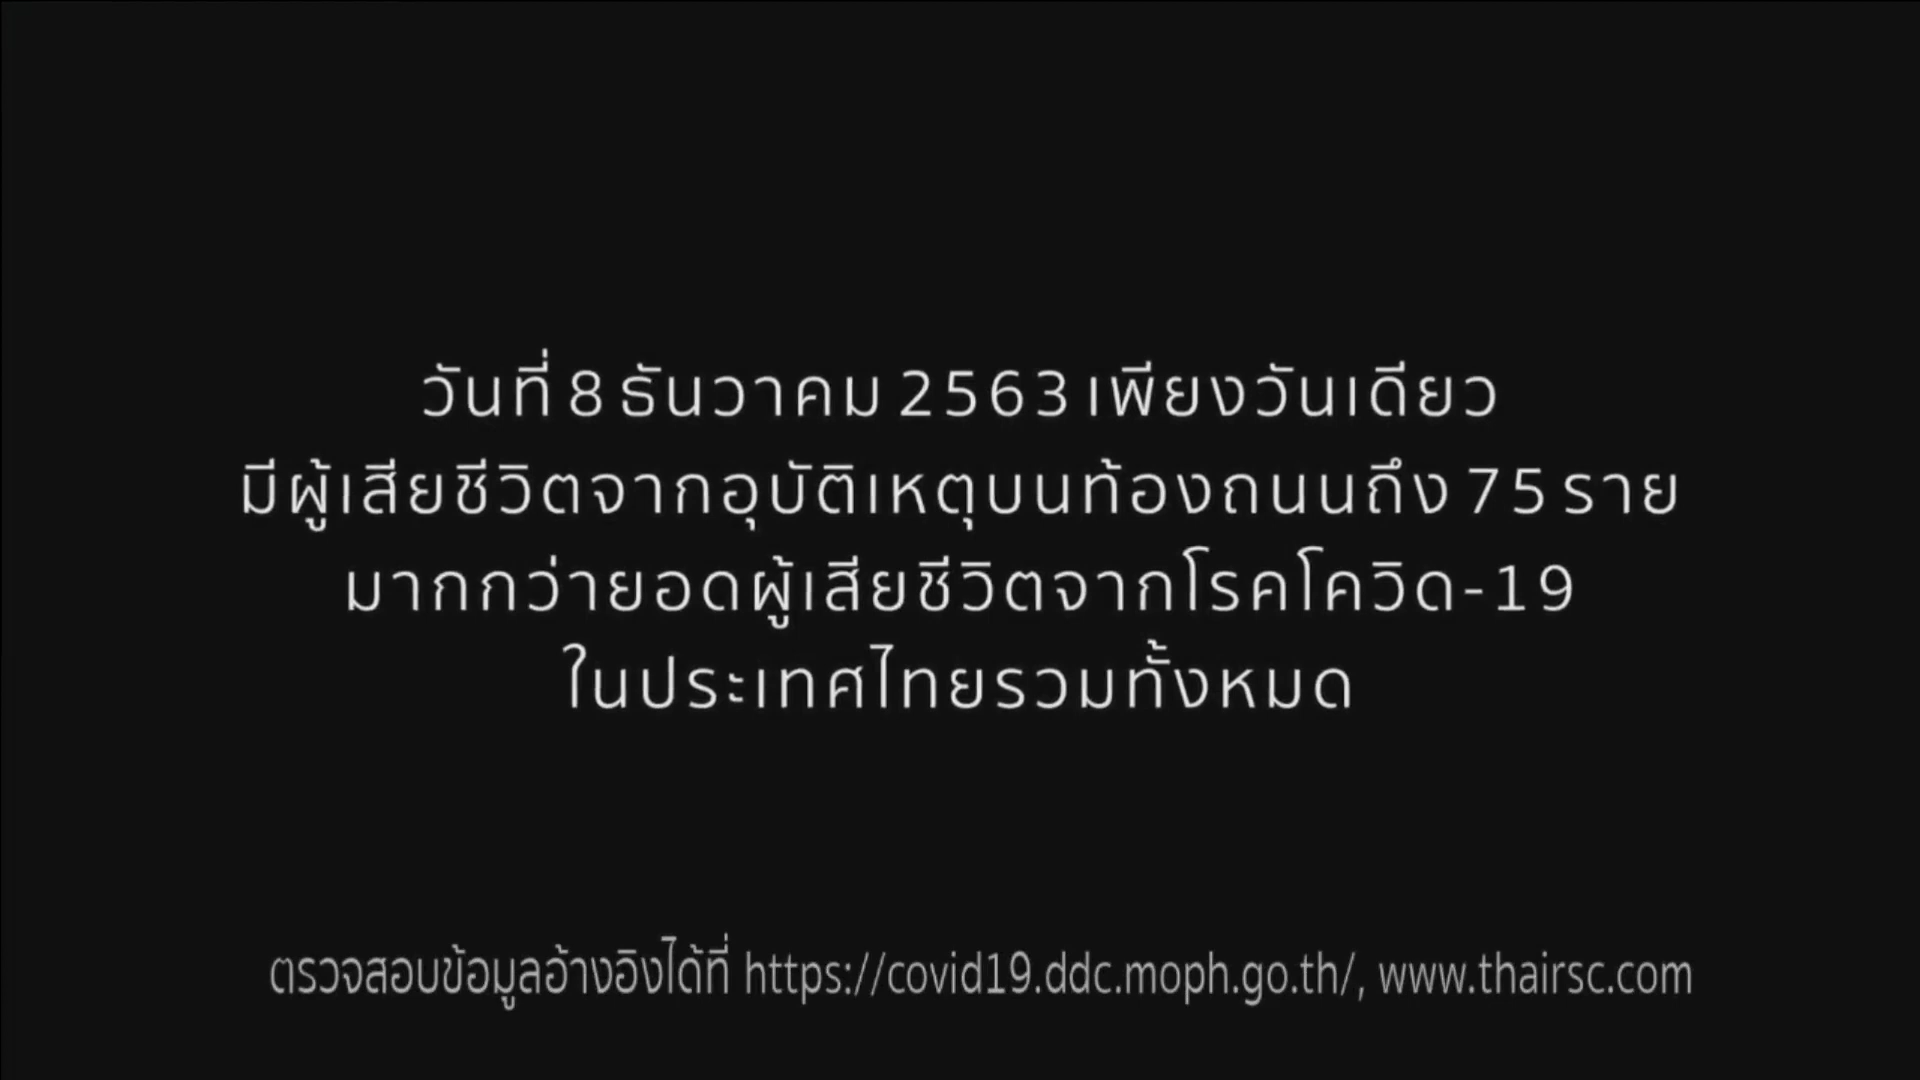 วันที่ 8 ธันวาคม 2563 เพียงวันเดียว
มีผู้เสียชีวิตจากอุบัติเหตุบนท้องถนนถึง 75 ราย
มากกว่ายอดผู้เสียชีวิตจากโรคโควิด-19
ในประเทศไทยรวมทั้งหมด
ตรวจสอบข้อมูลอ้างอิงได้ที่ https://covid19.ddc.moph.go.th/, www.thairsc.com